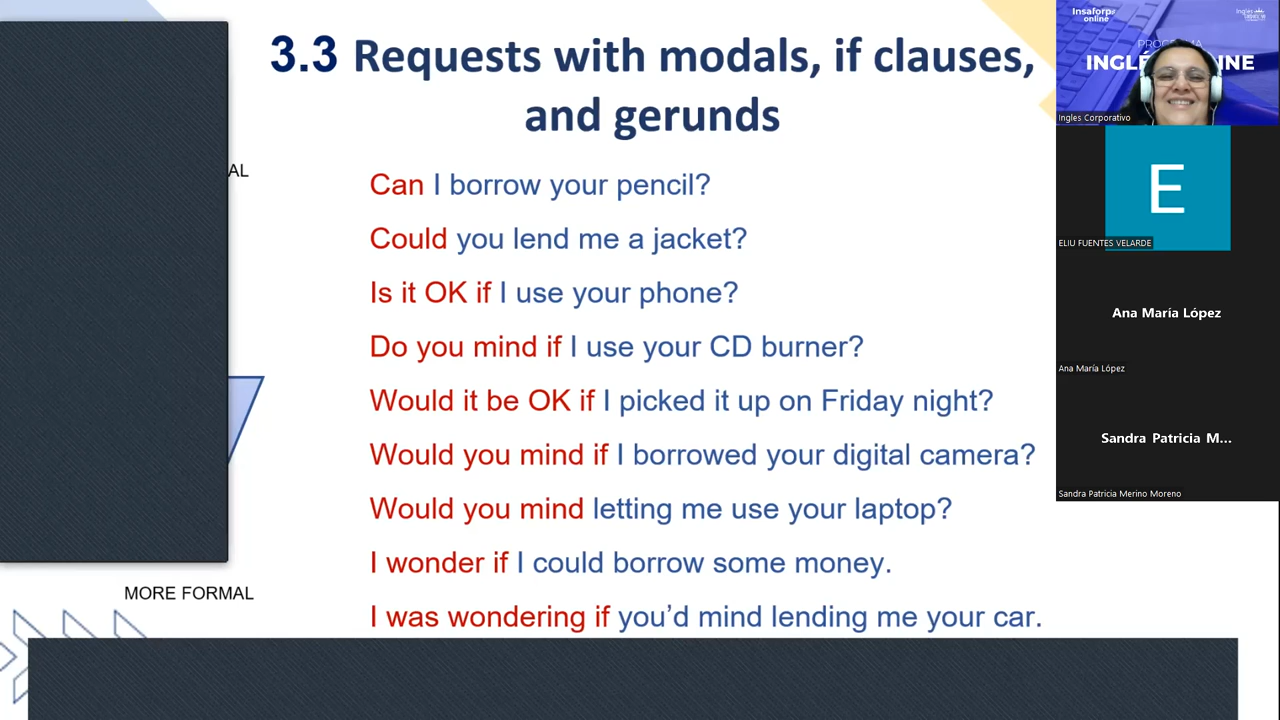 3.3 Requests with modals, if clauses,
and gerunds
AL
Can I borrow your pencil?
Could you lend me a jacket?
Is it OK if I use your phone?
Do you mind if I use your CD burner?
Would it be OK if I picked it up on Friday night?
Would you mind if I borrowed your digital camera?
Would you mind letting me use your laptop?
I wonder if I could borrow some money.
MORE FORMAL
I was wondering if you’d mind lending me your car.
Insaforp
online
Inglés
INGLÉ INE
Ingles Corporativo
E
ELIU FUENTES VELARDE
Ana María López
Ana María López
Sandra Patricia M...
Sandra Patricia Merino Moreno